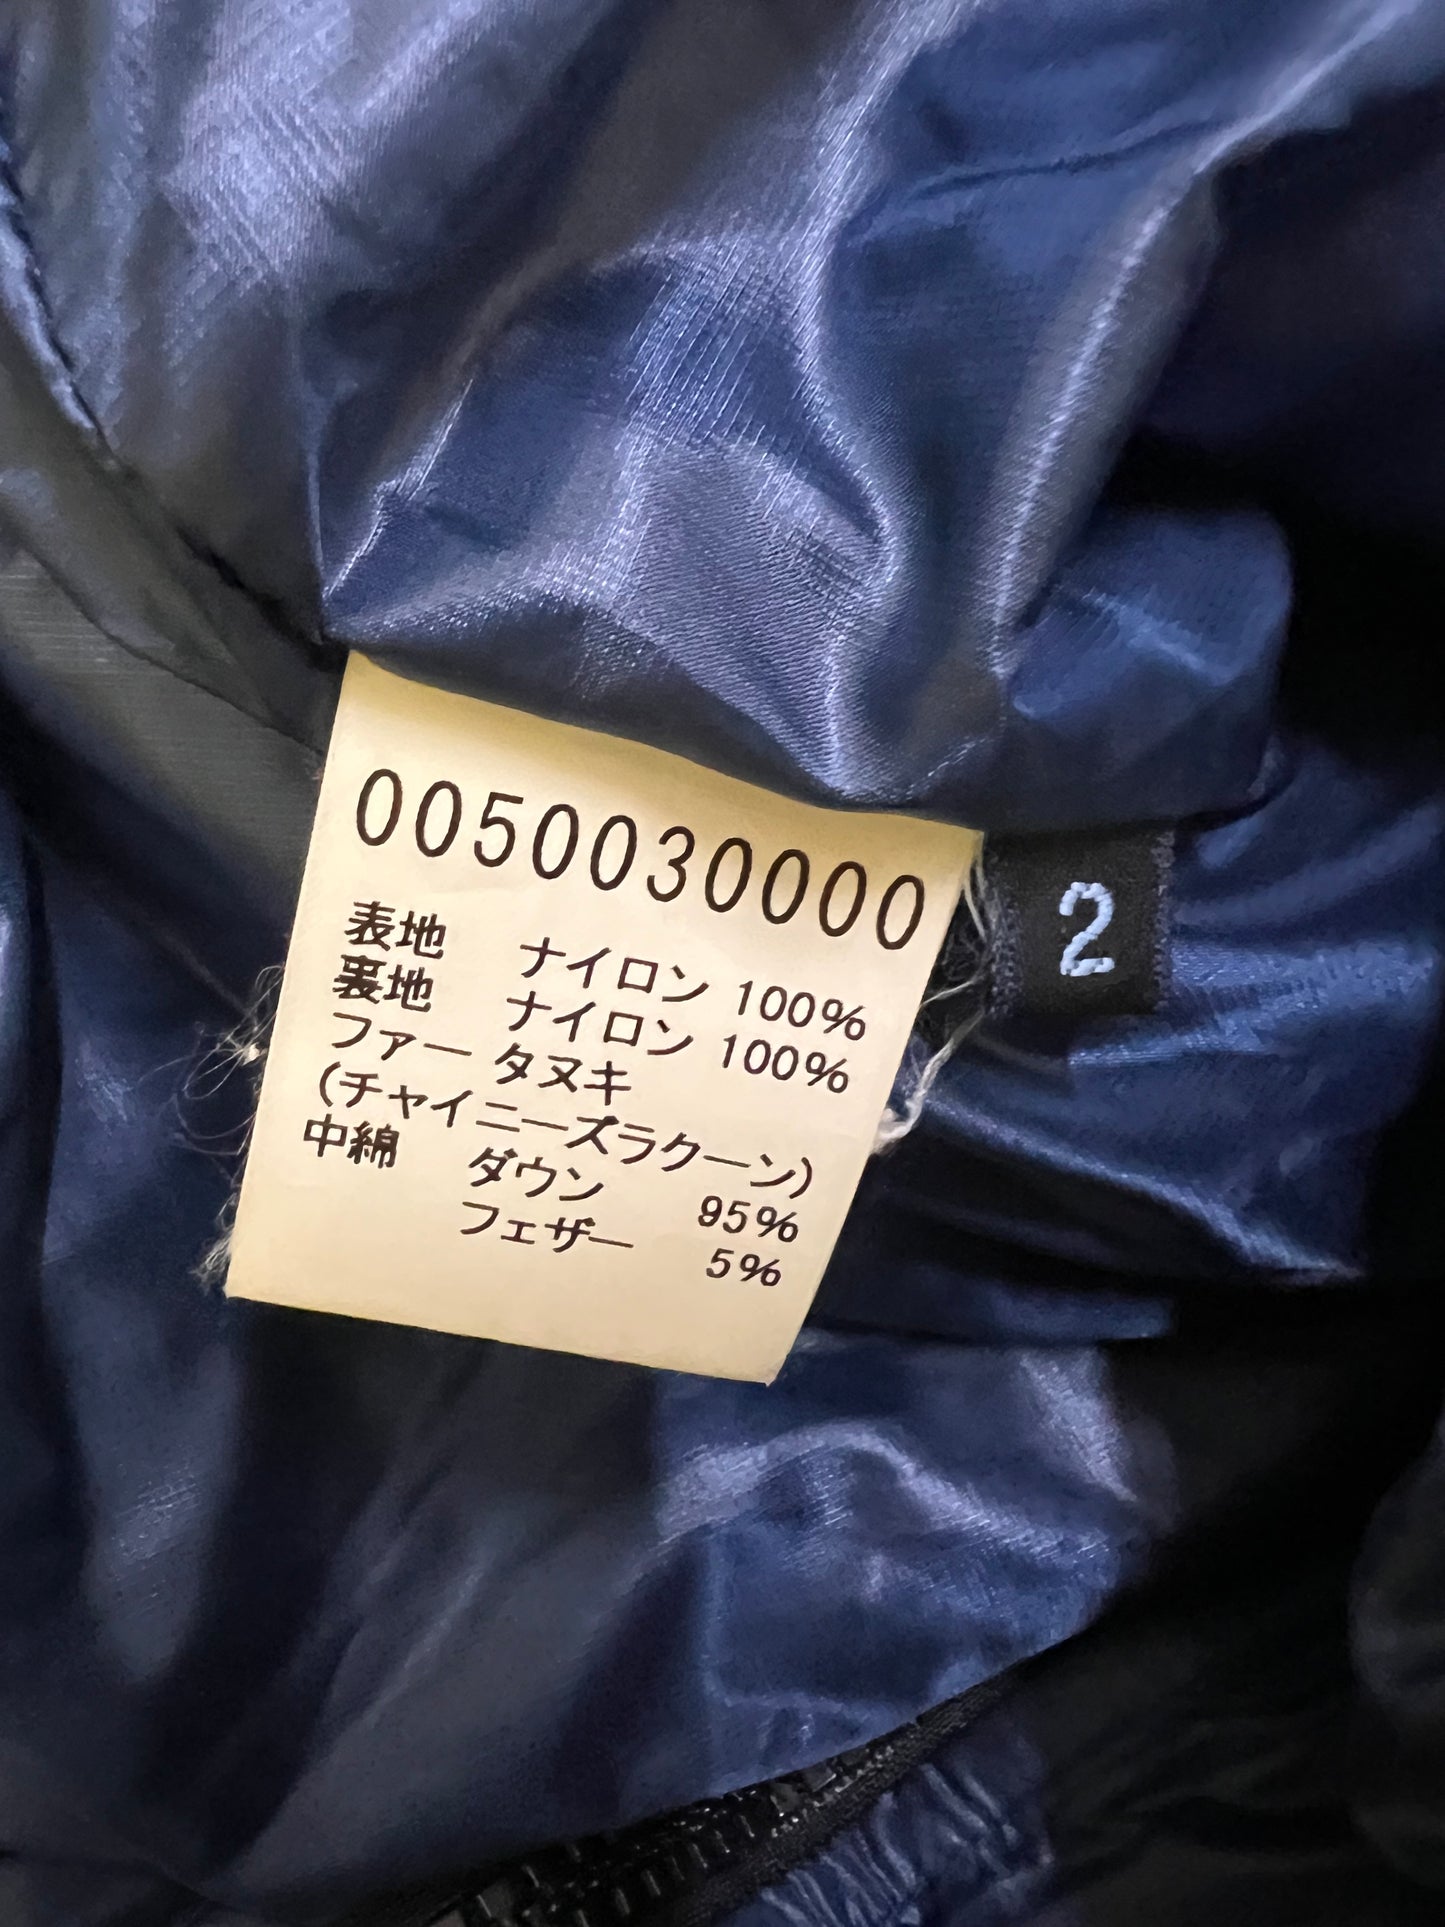 0050030000
表地 ナイロン 100%
裏地 ナイロン 100%
ファー タヌキ
(チャイニーズラクーン)
中綿 ダウン 95%
フェザー 5%
2